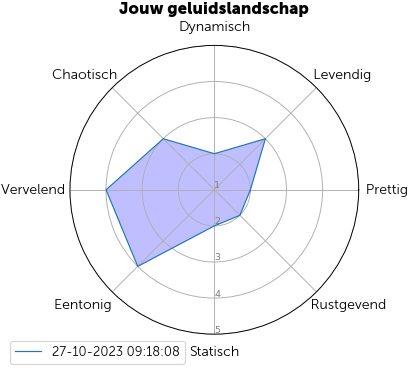 Jouw geluidslandschap
Dynamisch
Chaotisch
Levendig
Vervelend
1
Prettig
2
3
4
Eentonig
Rustgevend
5
27-10-2023 09:18:08
Statisch